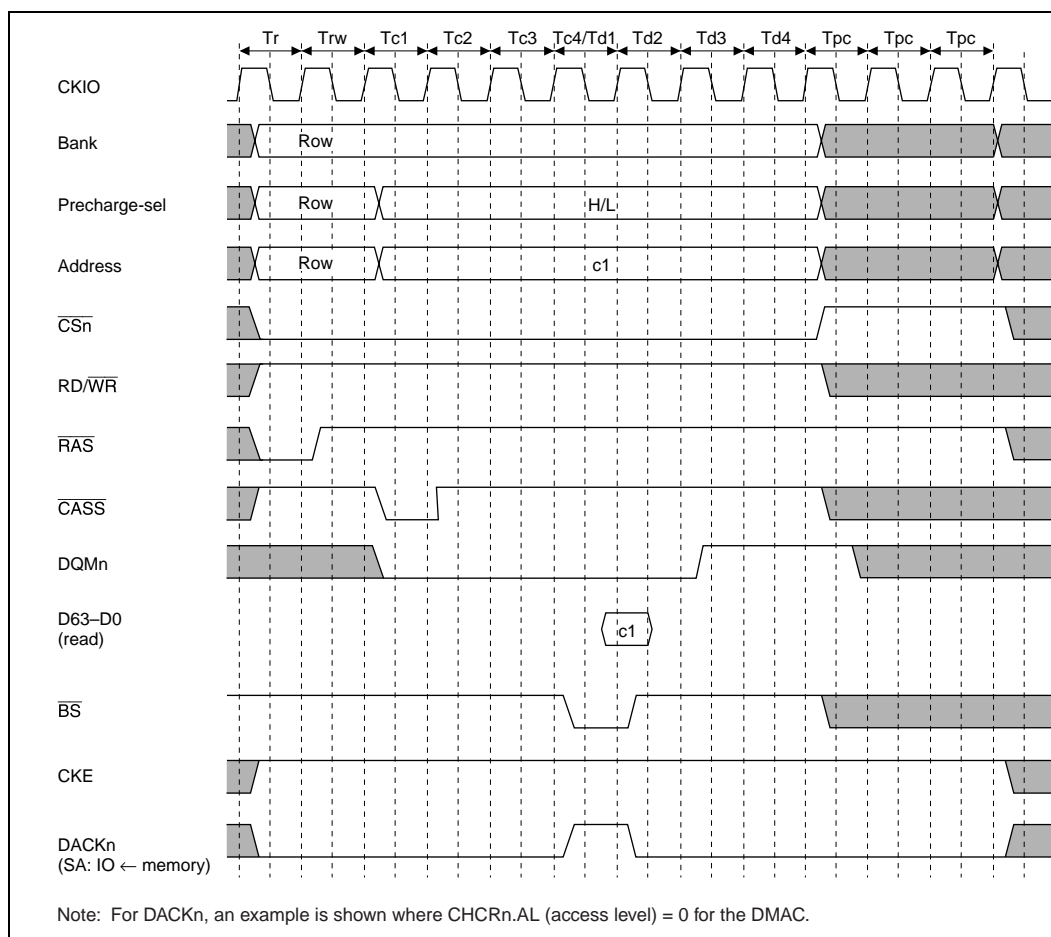 Tr Trw Tc1 Tc2 Tc3 Tc4/Td1 Td2 Td3 Td4 Tpc Tpc Tpc
CKIO
Bank
Row
Precharge-sel
Row
H/L
Address
Row
c1
CSn
RD/WR
RAS
CASS
DQMn
D63–D0
(read)
c1
BS
CKE
DACKn
(SA: IO ← memory)
Note: For DACKn, an example is shown where CHCRn.AL (access level) = 0 for the DMAC.